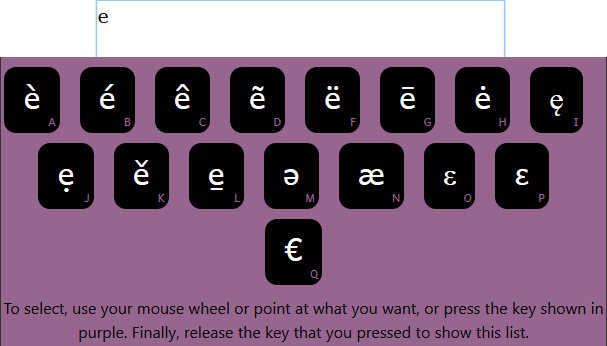 e
è A é B ê C ẽ D ë F ē G ė H ę I
ẹ J ě K e̱ L ə M æ N ε O ɛ P
€ Q
To select, use your mouse wheel or point at what you want, or press the key shown in
purple. Finally, release the key that you pressed to show this list.